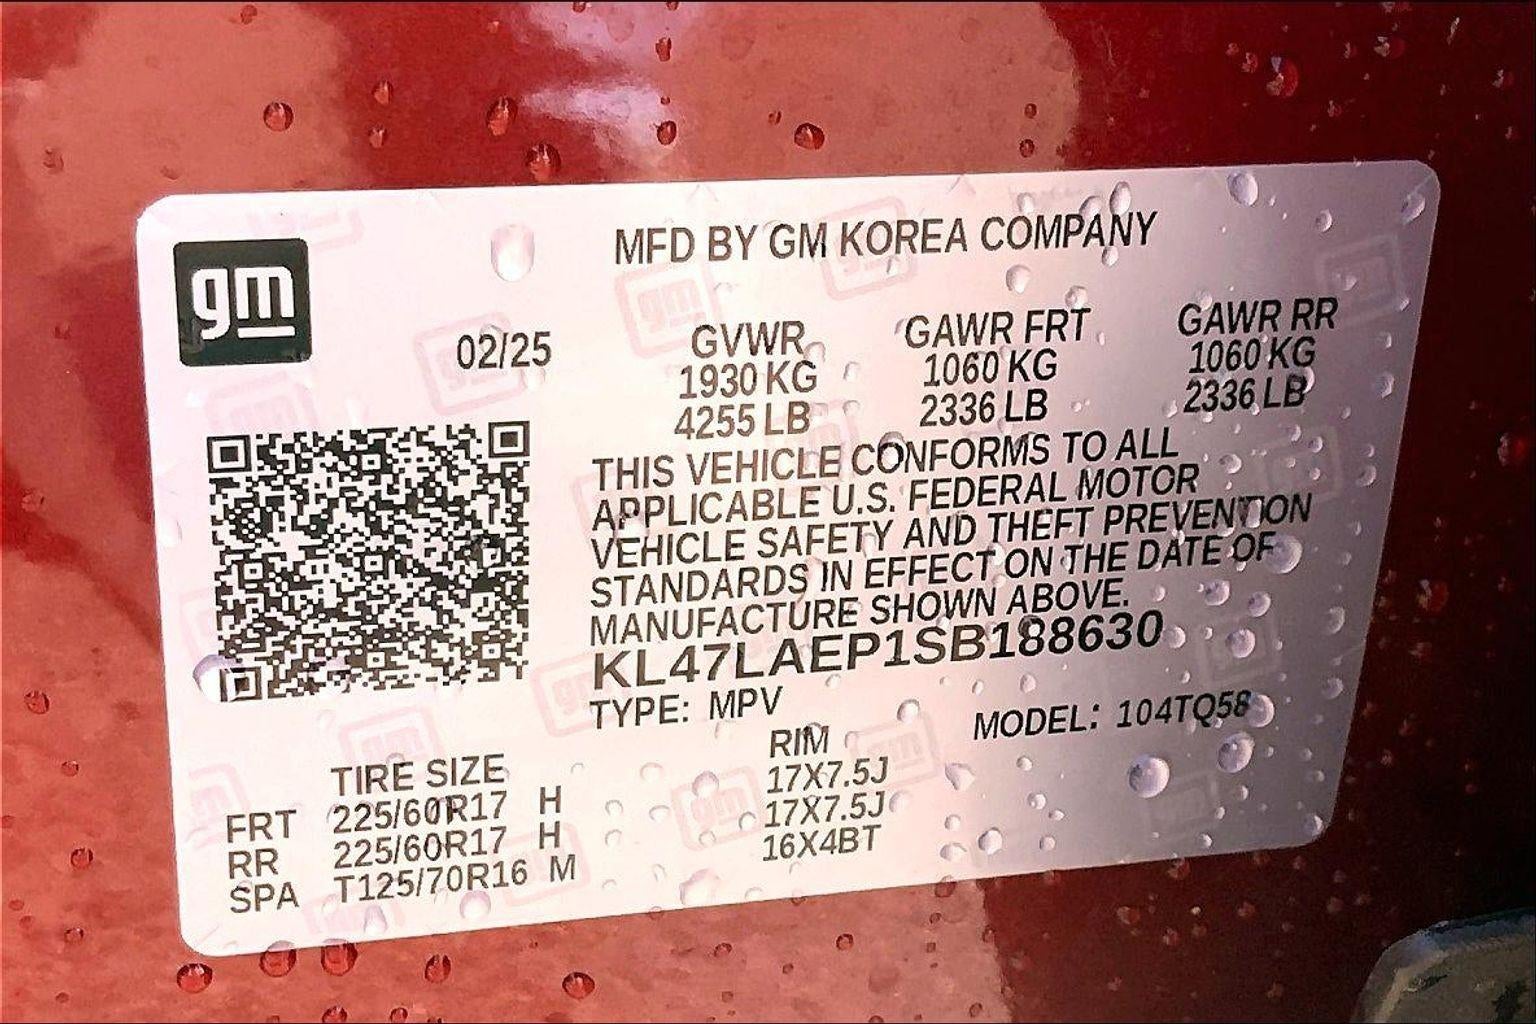 gm
MFD BY GM KOREA COMPANY
02/25
GVWR GAWR FRT GAWR RR
1930 KG 1060 KG 1060 KG
4255 LB 2336 LB 2336 LB
THIS VEHICLE CONFORMS TO ALL
APPLICABLE U.S. FEDERAL MOTOR
VEHICLE SAFETY AND THEFT PREVENTION
STANDARDS IN EFFECT ON THE DATE OF
MANUFACTURE SHOWN ABOVE.
KL47LAEP1SB188630
TYPE: MPV MODEL: 104TQ58
TIRE SIZE RIM
FRT 225/60R17 H 17X7.5J
RR 225/60R17 H 17X7.5J
SPA T125/70R16 M 16X4BT